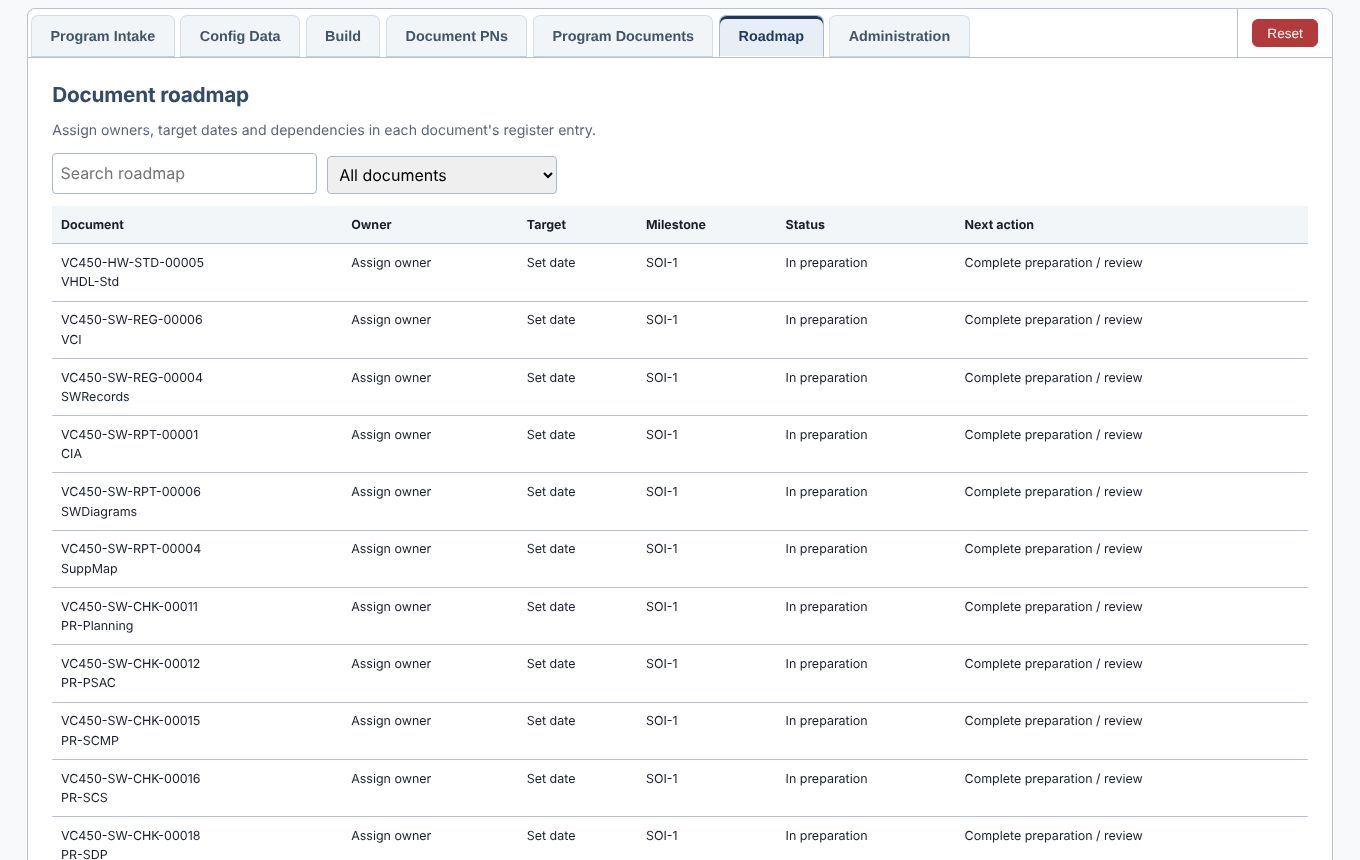 Program Intake Config Data Build Document PNs Program Documents Roadmap Administration Reset
Document roadmap
Assign owners, target dates and dependencies in each document's register entry.
Search roadmap All documents
Document Owner Target Milestone Status Next action
VC450-HW-STD-00005 Assign owner Set date SOI-1 In preparation Complete preparation / review
VHDL-Std
VC450-SW-REG-00006 Assign owner Set date SOI-1 In preparation Complete preparation / review
VCI
VC450-SW-REG-00004 Assign owner Set date SOI-1 In preparation Complete preparation / review
SWRecords
VC450-SW-RPT-00001 Assign owner Set date SOI-1 In preparation Complete preparation / review
CIA
VC450-SW-RPT-00006 Assign owner Set date SOI-1 In preparation Complete preparation / review
SWDiagrams
VC450-SW-RPT-00004 Assign owner Set date SOI-1 In preparation Complete preparation / review
SuppMap
VC450-SW-CHK-00011 Assign owner Set date SOI-1 In preparation Complete preparation / review
PR-Planning
VC450-SW-CHK-00012 Assign owner Set date SOI-1 In preparation Complete preparation / review
PR-PSAC
VC450-SW-CHK-00015 Assign owner Set date SOI-1 In preparation Complete preparation / review
PR-SCMP
VC450-SW-CHK-00016 Assign owner Set date SOI-1 In preparation Complete preparation / review
PR-SCS
VC450-SW-CHK-00018 Assign owner Set date SOI-1 In preparation Complete preparation / review
PR-SDP